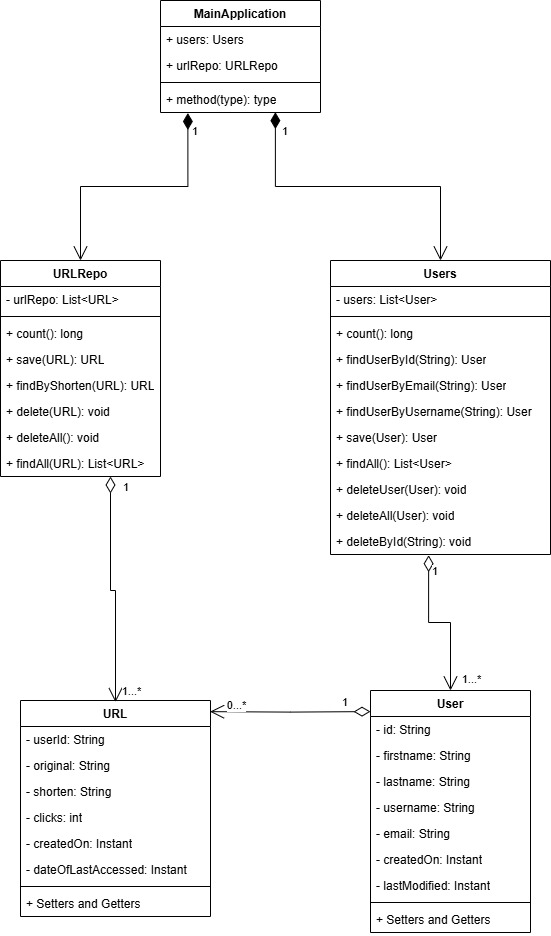 MainApplication
+ users: Users
+ urlRepo: URLRepo
+ method(type): type
1
1
URLRepo
- urlRepo: List<URL>
+ count(): long
+ save(URL): URL
+ findByShorten(URL): URL
+ delete(URL): void
+ deleteAll(): void
+ findAll(URL): List<URL>
1
Users
- users: List<User>
+ count(): long
+ findUserById(String): User
+ findUserByEmail(String): User
+ findUserByUsername(String): User
+ save(User): User
+ findAll(): List<User>
+ deleteUser(User): void
+ deleteAll(User): void
+ deleteById(String): void
1
1...*
1...*
0...*
1
URL
- userId: String
- original: String
- shorten: String
- clicks: int
- createdOn: Instant
- dateOfLastAccessed: Instant
+ Setters and Getters
User
- id: String
- firstname: String
- lastname: String
- username: String
- email: String
- createdOn: Instant
- lastModified: Instant
+ Setters and Getters